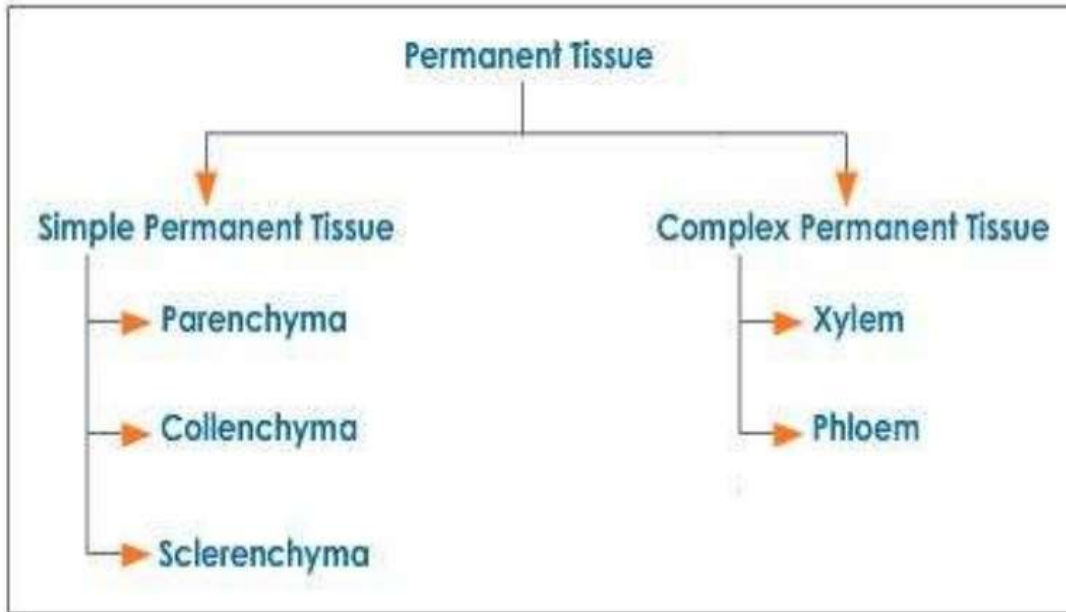 Permanent Tissue
Simple Permanent Tissue
Complex Permanent Tissue
Parenchyma
Xylem
Collenchyma
Phloem
Sclerenchyma